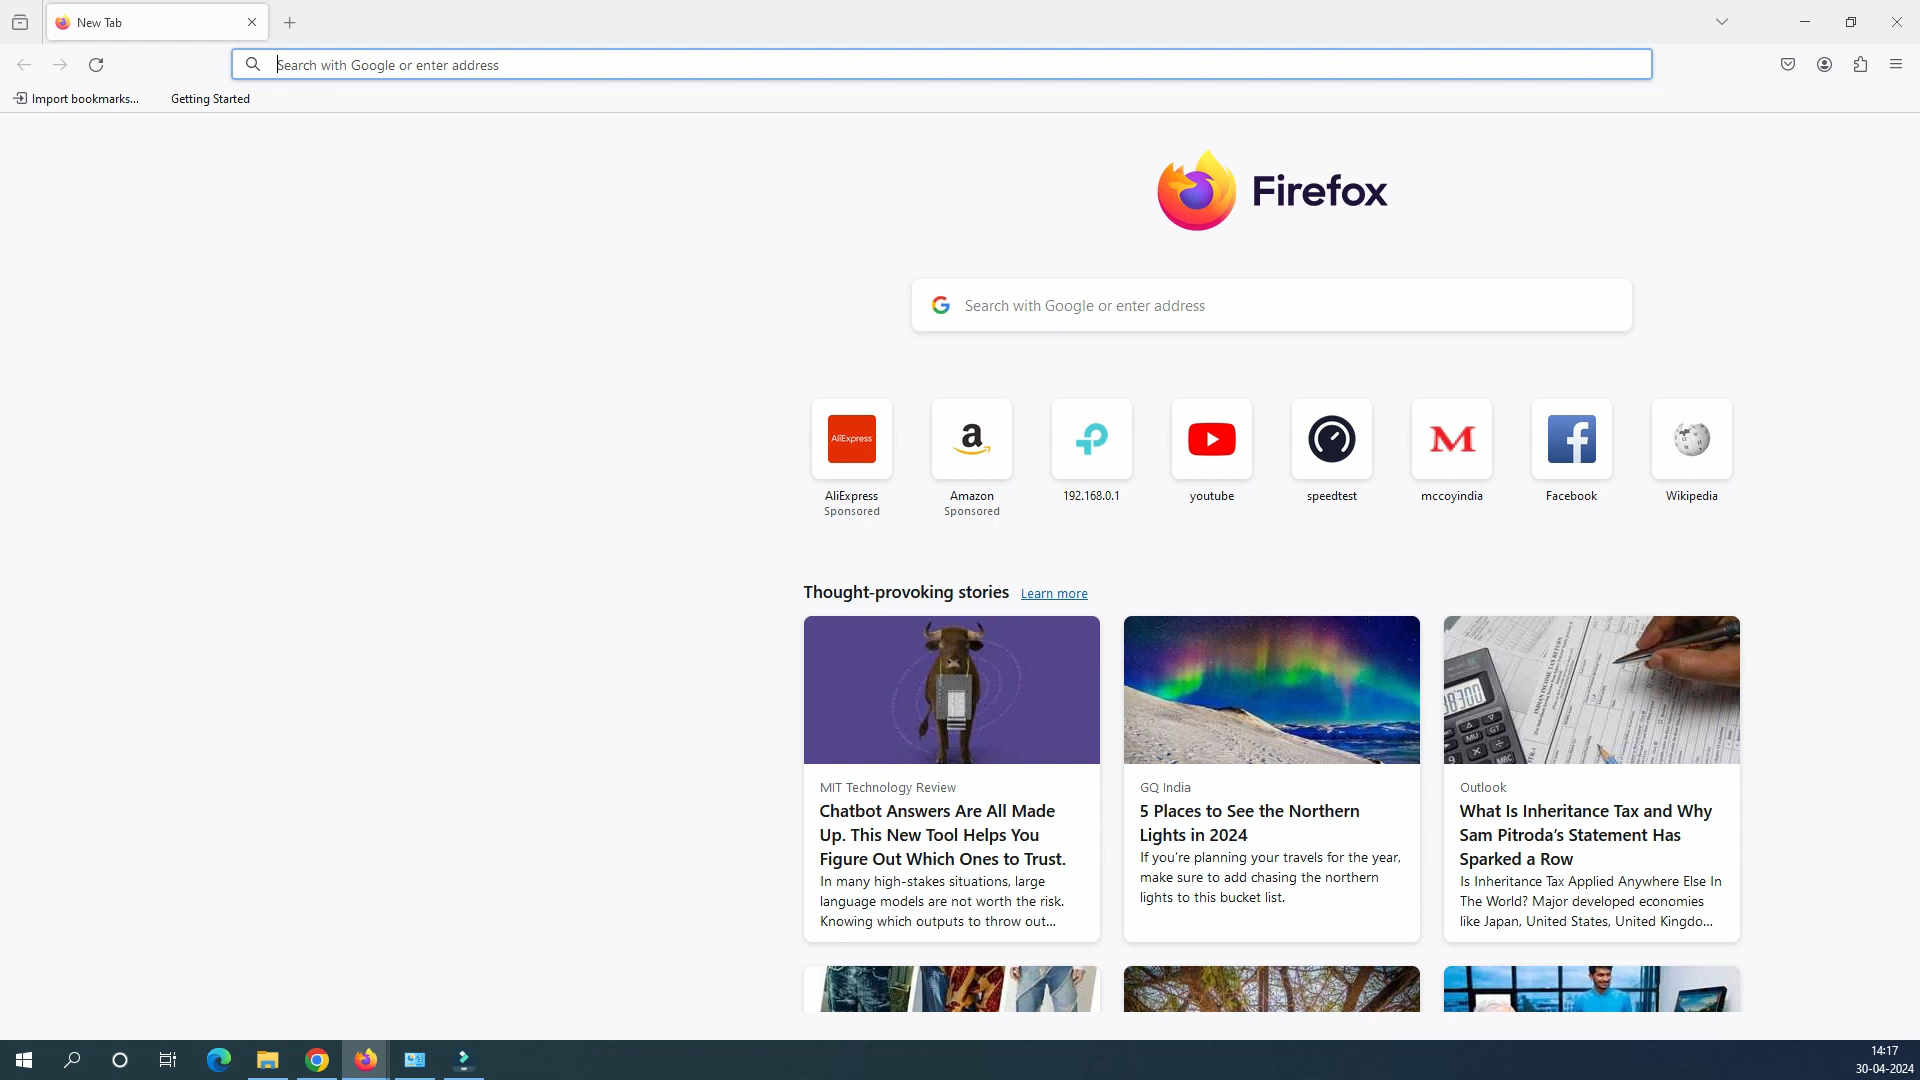 New Tab
Search with Google or enter address
Import bookmarks...
Getting Started
Firefox
Search with Google or enter address
AliExpress
a
M
f
AliExpress
Sponsored
Amazon
Sponsored
192.168.0.1
youtube
speedtest
mccoyindia
Facebook
Wikipedia
Thought-provoking stories Learn more
MIT Technology Review
Chatbot Answers Are All Made
Up. This New Tool Helps You
Figure Out Which Ones to Trust.
In many high-stakes situations, large
language models are not worth the risk.
Knowing which outputs to throw out...
GQ India
5 Places to See the Northern
Lights in 2024
If you're planning your travels for the year,
make sure to add chasing the northern
lights to this bucket list.
Outlook
What Is Inheritance Tax and Why
Sam Pitroda's Statement Has
Sparked a Row
Is Inheritance Tax Applied Anywhere Else In
The World? Major developed economies
like Japan, United States, United Kingdo...
14:17
30-04-2024